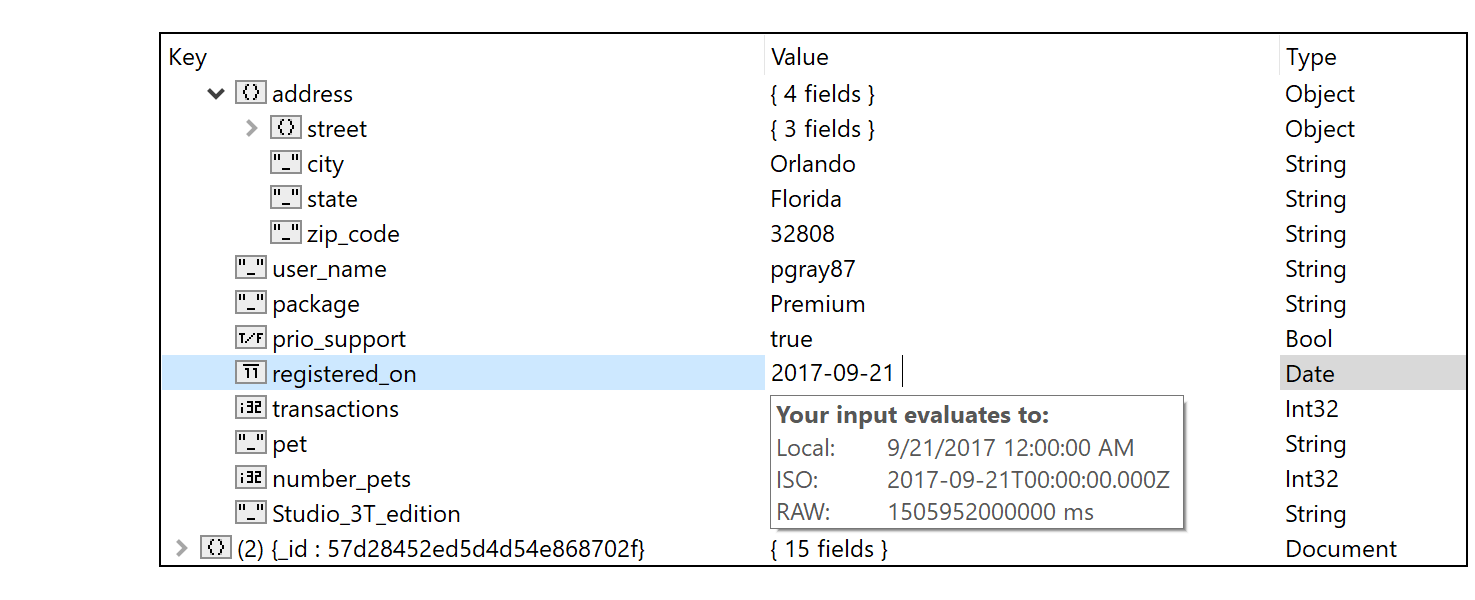 Key Value Type
address { 4 fields } Object
street { 3 fields } Object
"_" city Orlando String
"_" state Florida String
"_" zip_code 32808 String
"_" user_name pgray87 String
"_" package Premium String
T/F prio_support true Bool
registered_on 2017-09-21 Date
i32 transactions Int32
Your input evaluates to:
"_" pet String
Local: 9/21/2017 12:00:00 AM
i32 number_pets Int32
ISO: 2017-09-21T00:00:00.000Z
"_" Studio_3T_edition String
RAW: 1505952000000 ms
(2) {_id : 57d28452ed5d4d54e868702f} { 15 fields } Document